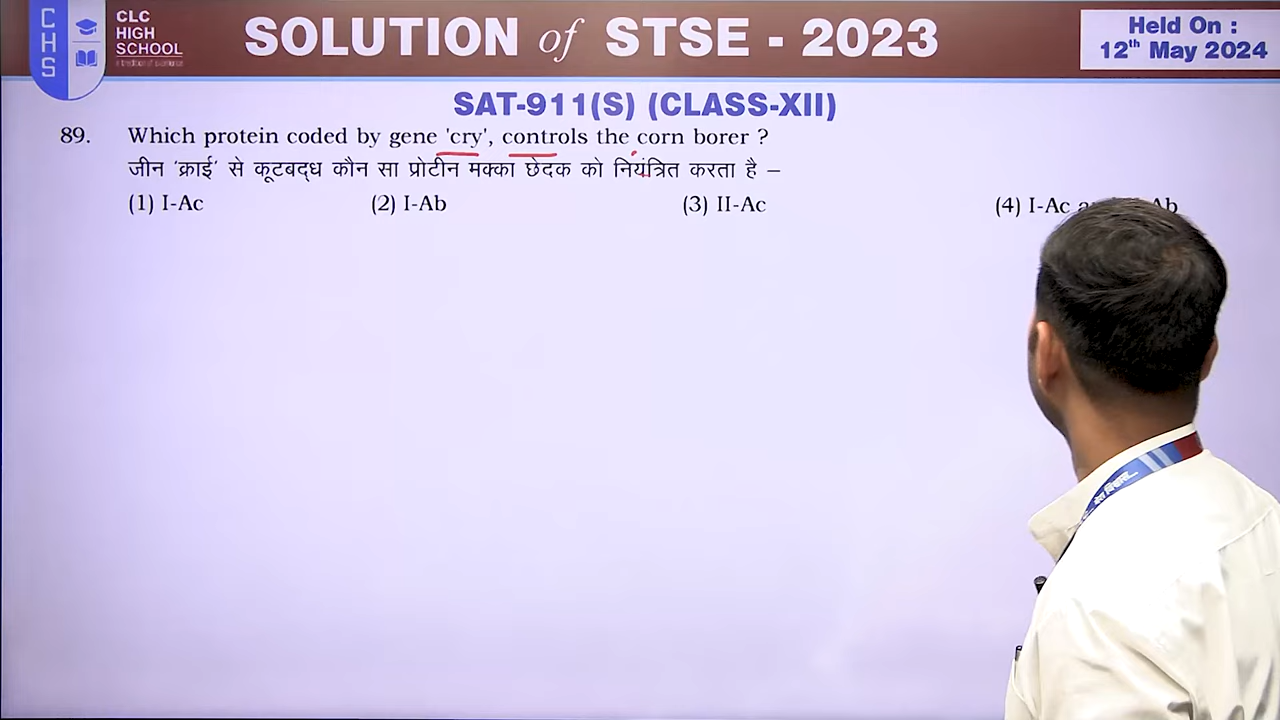 CHS
CLC
HIGH
SCHOOL
SOLUTION of STSE - 2023
Held On :
12th May 2024
SAT-911(S) (CLASS-XII)
89. Which protein coded by gene 'cry', controls the corn borer ?
जीन ‘क्राई’ से कूटबद्ध कौन सा प्रोटीन मक्का छेदक को नियंत्रित करता है –
(1) I-Ac (2) I-Ab (3) II-Ac (4) I-Ac Ab